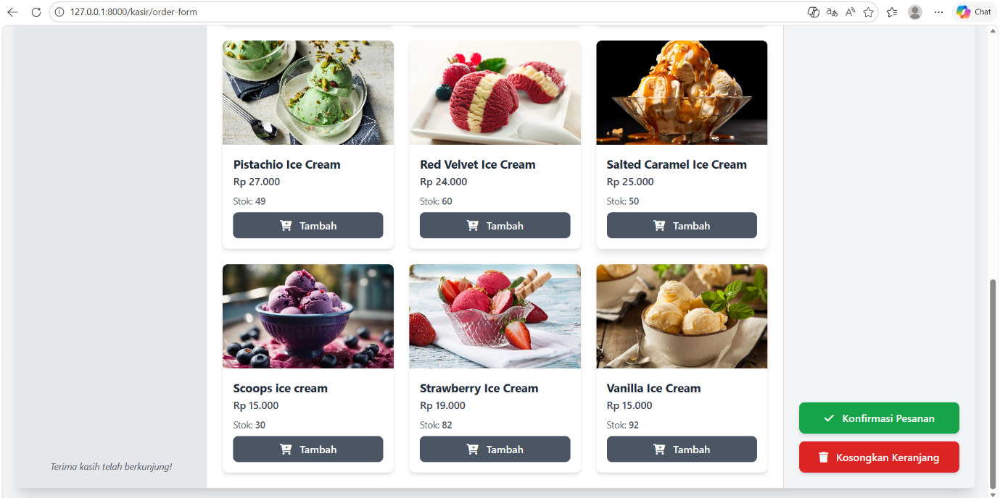 127.0.0.1:8000/kasir/order-form
Chat
Pistachio Ice Cream
Rp 27.000
Stok: 49
Tambah
Red Velvet Ice Cream
Rp 24.000
Stok: 60
Tambah
Salted Caramel Ice Cream
Rp 25.000
Stok: 50
Tambah
Scoops ice cream
Rp 15.000
Stok: 30
Tambah
Strawberry Ice Cream
Rp 19.000
Stok: 82
Tambah
Vanilla Ice Cream
Rp 15.000
Stok: 92
Tambah
Konfirmasi Pesanan
Kosongkan Keranjang
Terima kasih telah berkunjung!